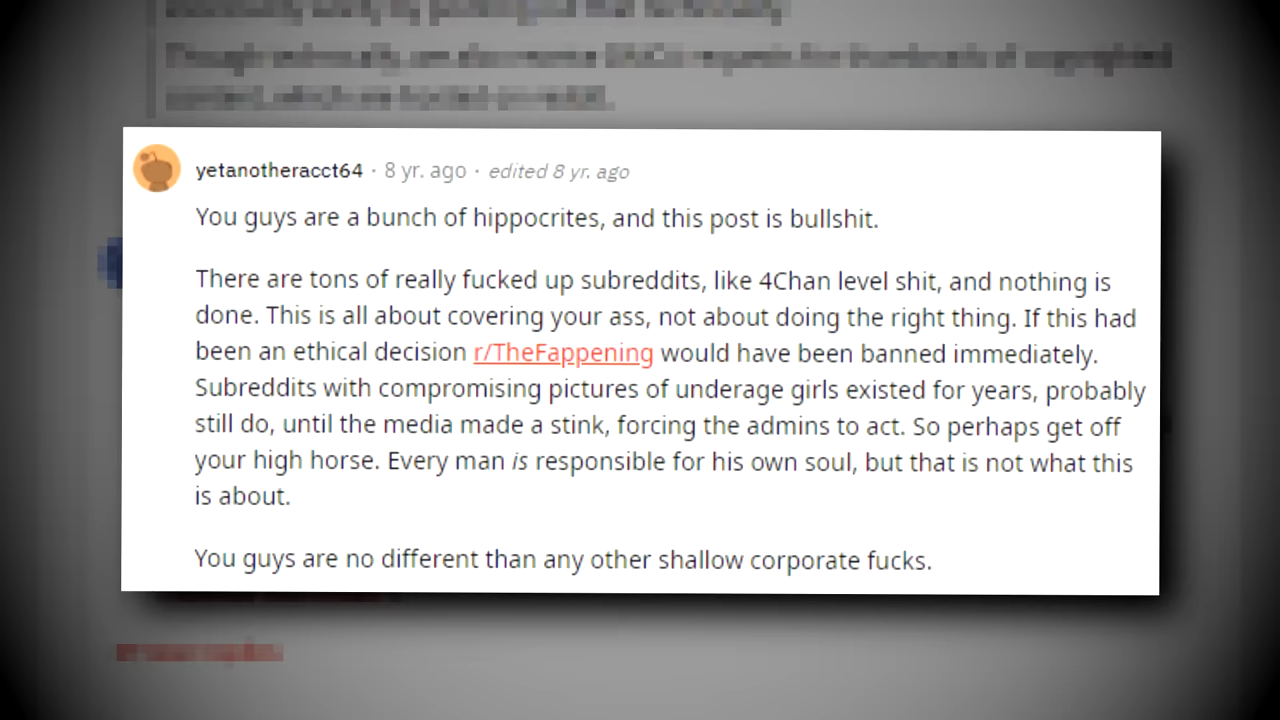 yetanotheracct64 · 8 yr. ago · edited 8 yr. ago
You guys are a bunch of hippocrites, and this post is bullshit.
There are tons of really fucked up subreddits, like 4Chan level shit, and nothing is
done. This is all about covering your ass, not about doing the right thing. If this had
been an ethical decision r/TheFappening would have been banned immediately.
Subreddits with compromising pictures of underage girls existed for years, probably
still do, until the media made a stink, forcing the admins to act. So perhaps get off
your high horse. Every man is responsible for his own soul, but that is not what this
is about.
You guys are no different than any other shallow corporate fucks.